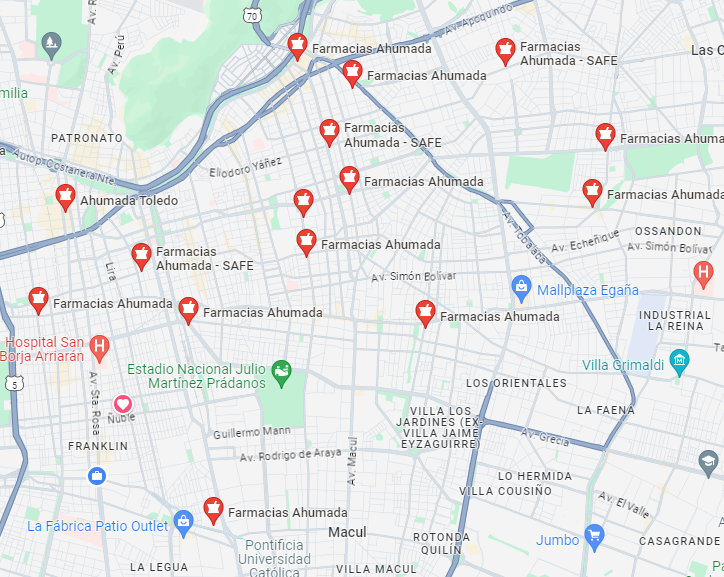 70
Av. Perú
Av. Apoquindo
Farmacias Ahumada
Farmacias
Ahumada - SAFE
Las C
Farmacias Ahumada
milia
PATRONATO
Farmacias
Ahumada - SAFE
Farmacias Ahuma
Autop. Costanera Nte.
Eliodoro Yáñez
Farmacias Ahumada
Ahumada Toledo
Farmacias Ahumada
Av. Tobalaba
Farmacias
Ahumada - SAFE
Farmacias Ahumada
Av. Echeñique
OSSANDON
Av. Simón Bolívar
Lira
Av. Simón Bolívar
Mallplaza Egaña
Farmacias Ahumada
Farmacias Ahumada
Farmacias Ahumada
INDUSTRIAL
LA REINA
Hospital San
Borja Arriarán
Ta
Estadio Nacional Julio
Martínez Prádanos
Villa Grimaldi
5
Av. Sta. Rosa
LOS ORIENTALES
LA FAENA
Ñuble
VILLA LOS
JARDINES (EX-
VILLA JAIME
EYZAGUIRRE)
Guillermo Mann
Av. Grecia
FRANKLIN
Av. Macul
Av. Rodrigo de Araya
LO HERMIDA
VILLA COUSIÑO
Av. El Valle
Farmacias Ahumada
La Fábrica Patio Outlet
Macul
ROTONDA
QUILÍN
Jumbo
CASAGRANDE
A
Pontificia
Universidad
Católica
LA LEGUA
VILLA MACUL
Po